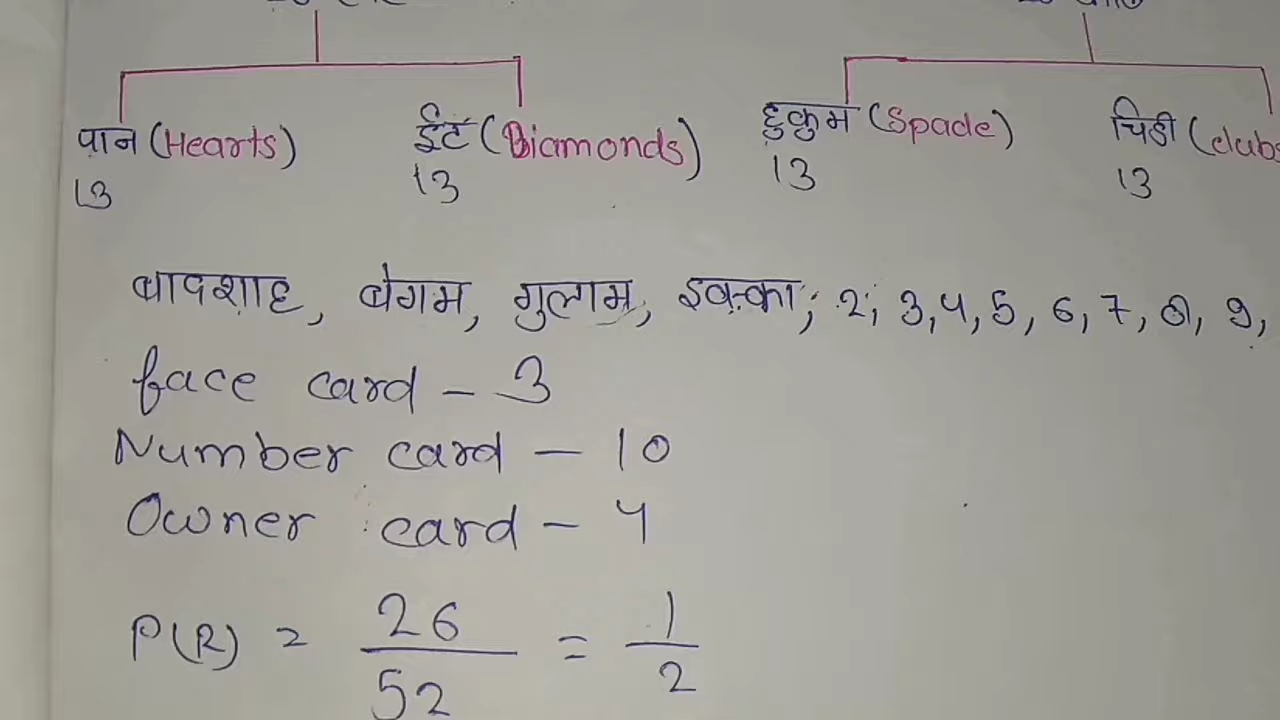 पान (Hearts) ईंट (Diamonds) हुकुम (Spade) चिडी (clubs
13 13 13 13
बादशाह, बेगम, गुलाम, इक्का, 2, 3, 4, 5, 6, 7, 8, 9,
face card - 3
Number card - 10
Owner card - 4
P(R) = 26/52 = 1/2